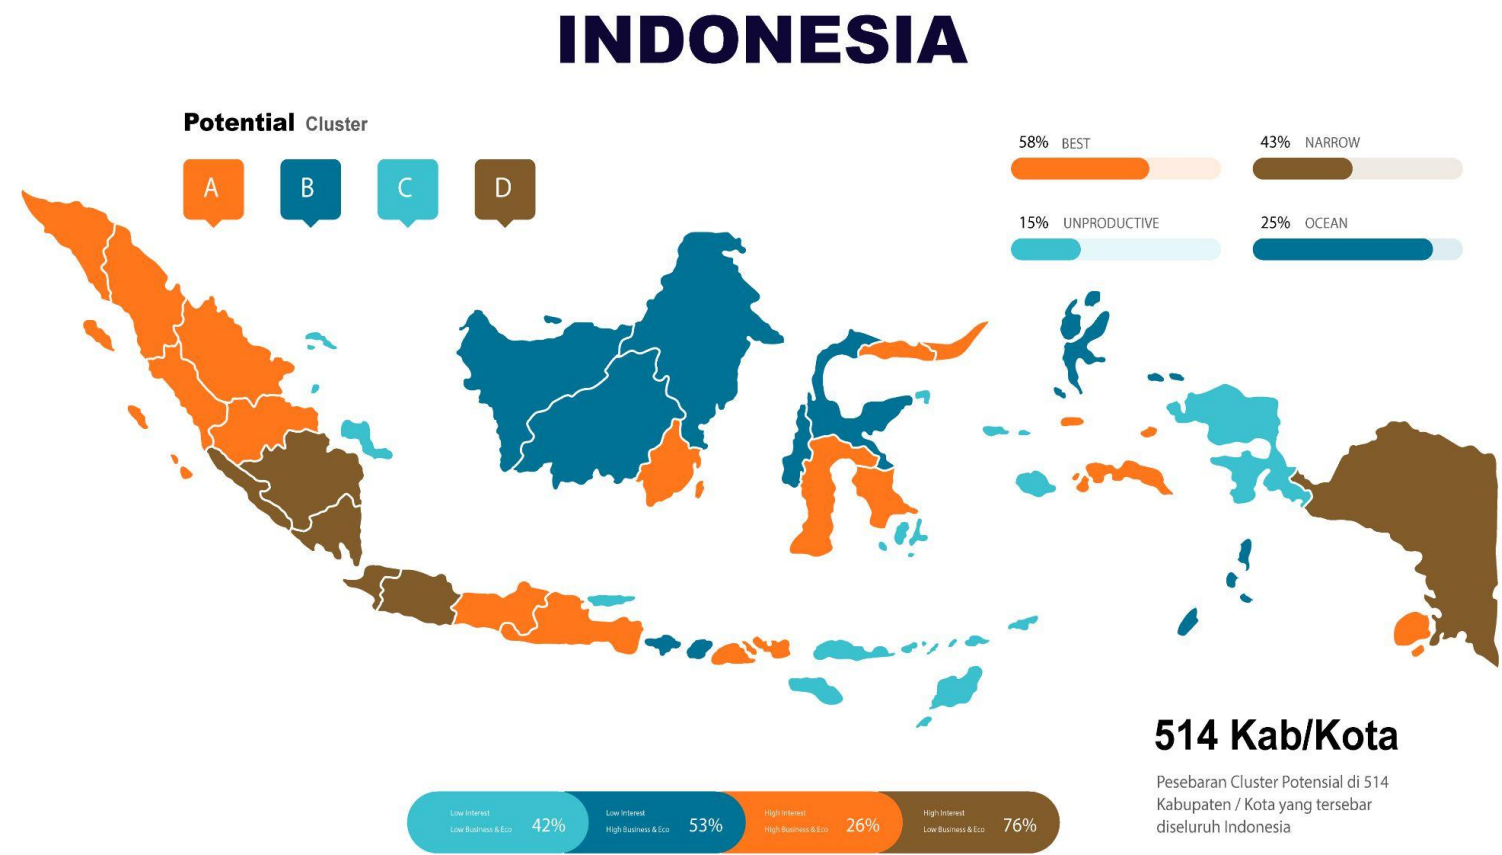 INDONESIA
Potential Cluster
A B C D
58% BEST
43% NARROW
15% UNPRODUCTIVE
25% OCEAN
514 Kab/Kota
Pesebaran Cluster Potensial di 514
Kabupaten / Kota yang tersebar
diseluruh Indonesia
Low Interest
Low Business & Eco
42%
Low Interest
High Business & Eco
53%
High Interest
High Business & Eco
26%
High Interest
Low Business & Eco
76%